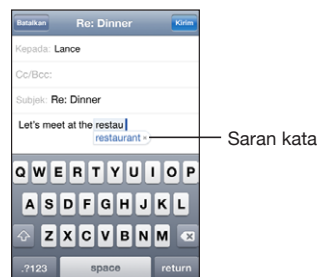 Batalkan Re: Dinner Kirim
Kepada: Lance
Cc/Bcc:
Subjek: Re: Dinner
Let's meet at the restau
restaurant × Saran kata
Q W E R T Y U I O P
A S D F G H J K L
Z X C V B N M
.?123 space return